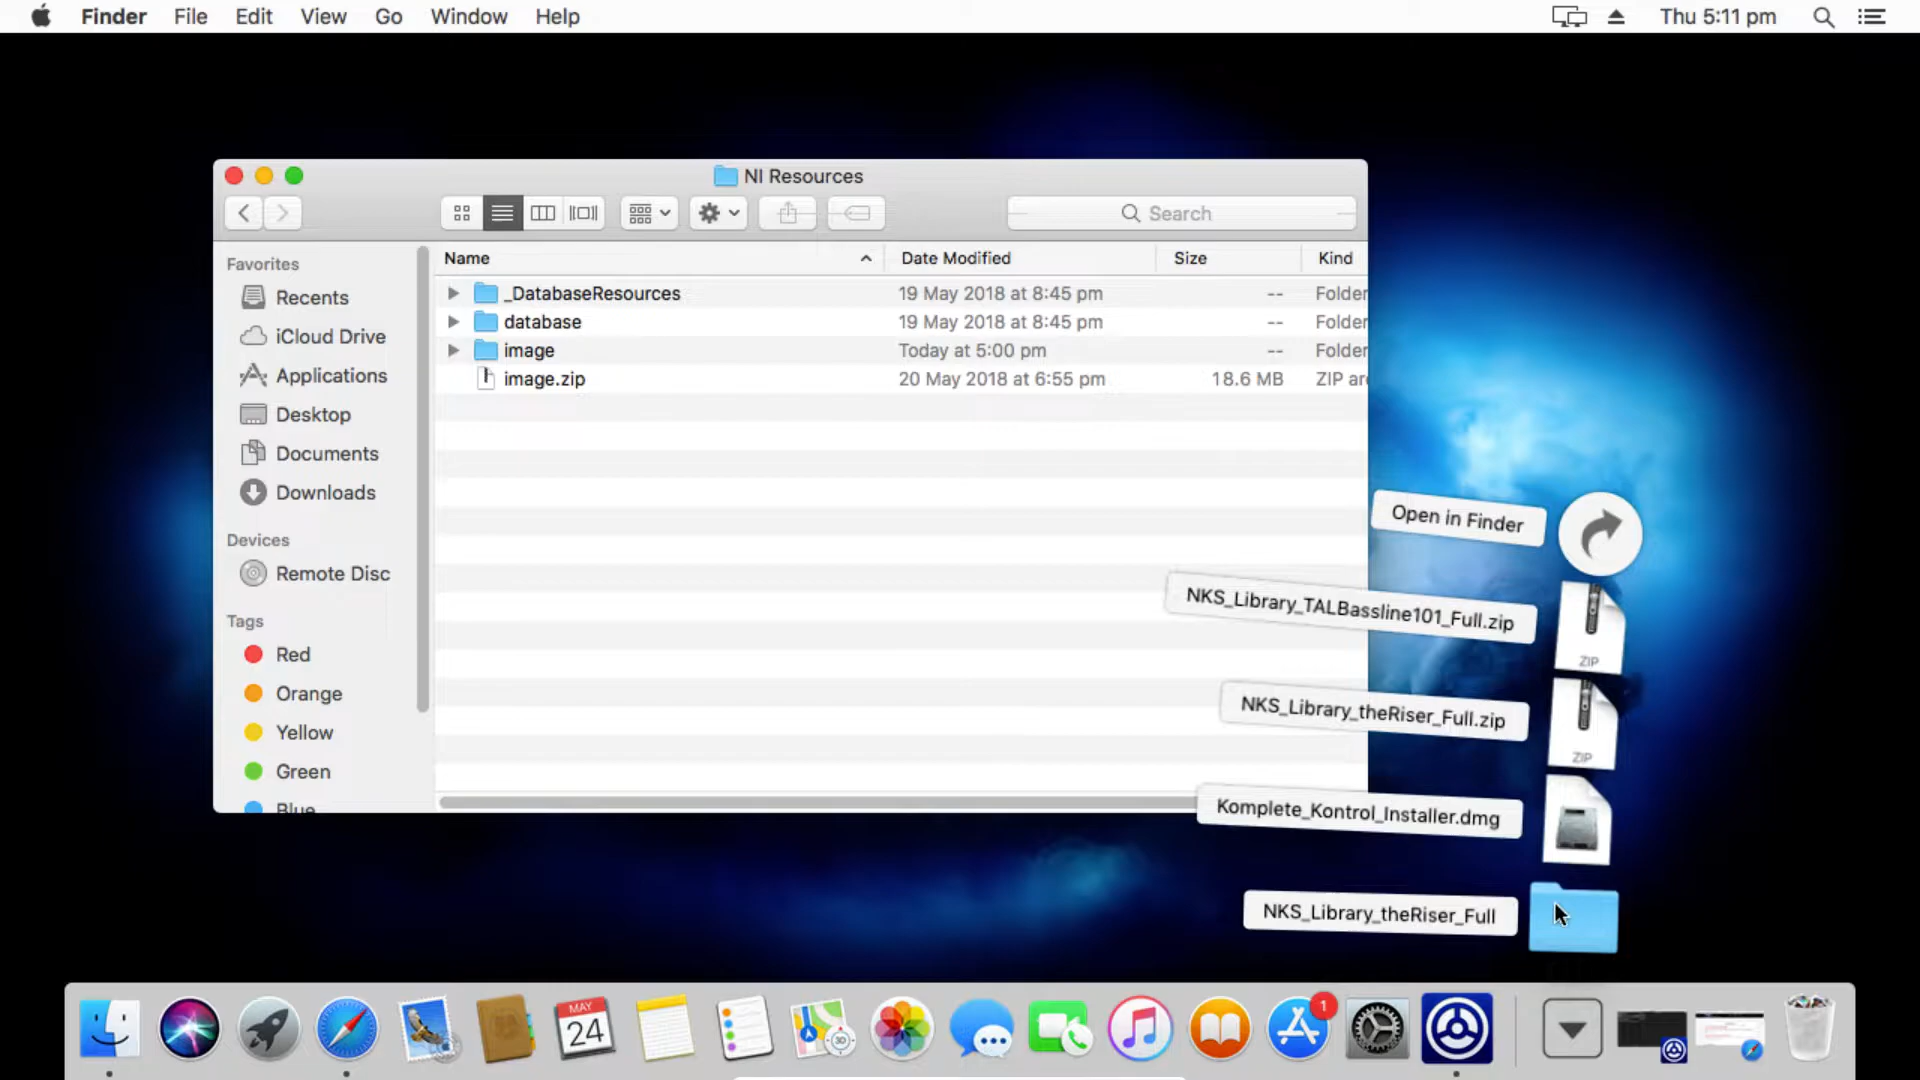 Finder File Edit View Go Window Help Thu 5:11 pm
NI Resources
Search
Favorites
Recents
iCloud Drive
Applications
Desktop
Documents
Downloads
Devices
Remote Disc
Tags
Red
Orange
Yellow
Green
Blue
Name Date Modified Size Kind
_DatabaseResources 19 May 2018 at 8:45 pm -- Folder
database 19 May 2018 at 8:45 pm -- Folder
image Today at 5:00 pm -- Folder
image.zip 20 May 2018 at 6:55 pm 18.6 MB ZIP arc
Open in Finder
NKS_Library_TALBassline101_Full.zip
ZIP
NKS_Library_theRiser_Full.zip
ZIP
Komplete_Kontrol_Installer.dmg
NKS_Library_theRiser_Full
MAY
24
3D
1